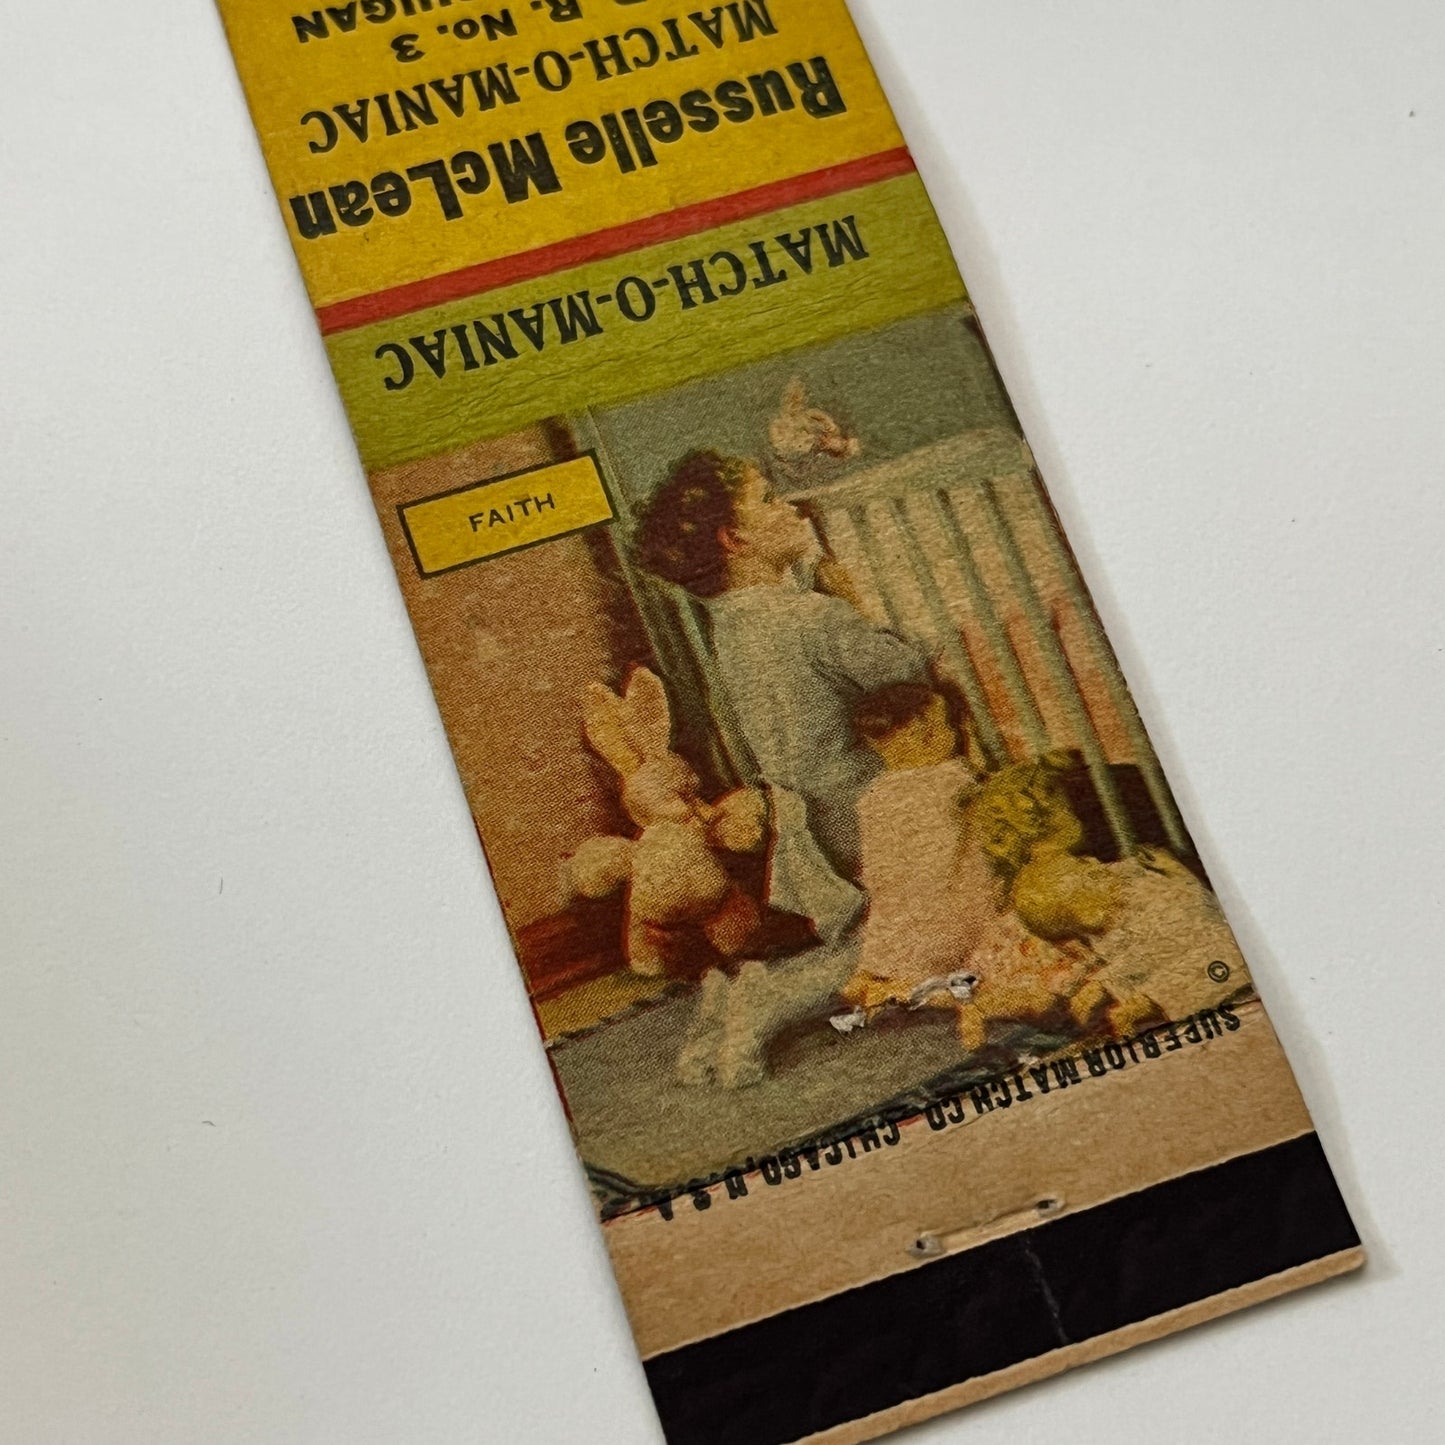 MATCH-O-MANIAC
Russelle McLean
MATCH-O-MANIAC
R. No. 3
FAITH
©
SUPERIOR MATCH CO. CHICAGO, U.S.A.